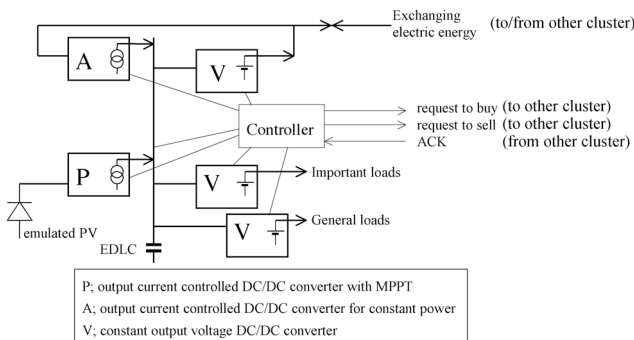 Exchanging
electric energy
(to/from other cluster)
A
V
Controller
request to buy (to other cluster)
request to sell (to other cluster)
ACK (from other cluster)
P
V
Important loads
V
General loads
emulated PV
EDLC
P; output current controlled DC/DC converter with MPPT
A; output current controlled DC/DC converter for constant power
V; constant output voltage DC/DC converter